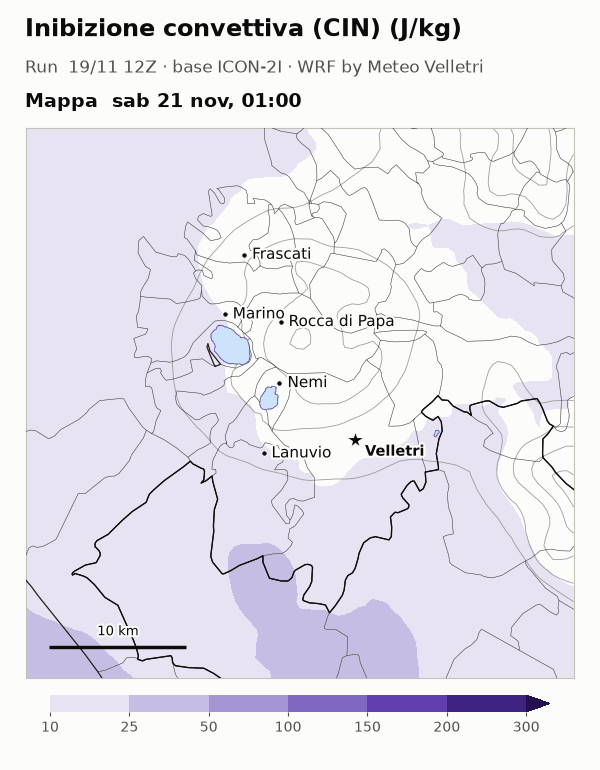 Inibizione convettiva (CIN) (J/kg)
Run  19/11 12Z · base ICON-2I · WRF by Meteo Velletri
Mappa  sab 21 nov, 01:00
Frascati
Marino
Rocca di Papa
Nemi
Velletri
Lanuvio
10 km
10 25 50 100 150 200 300